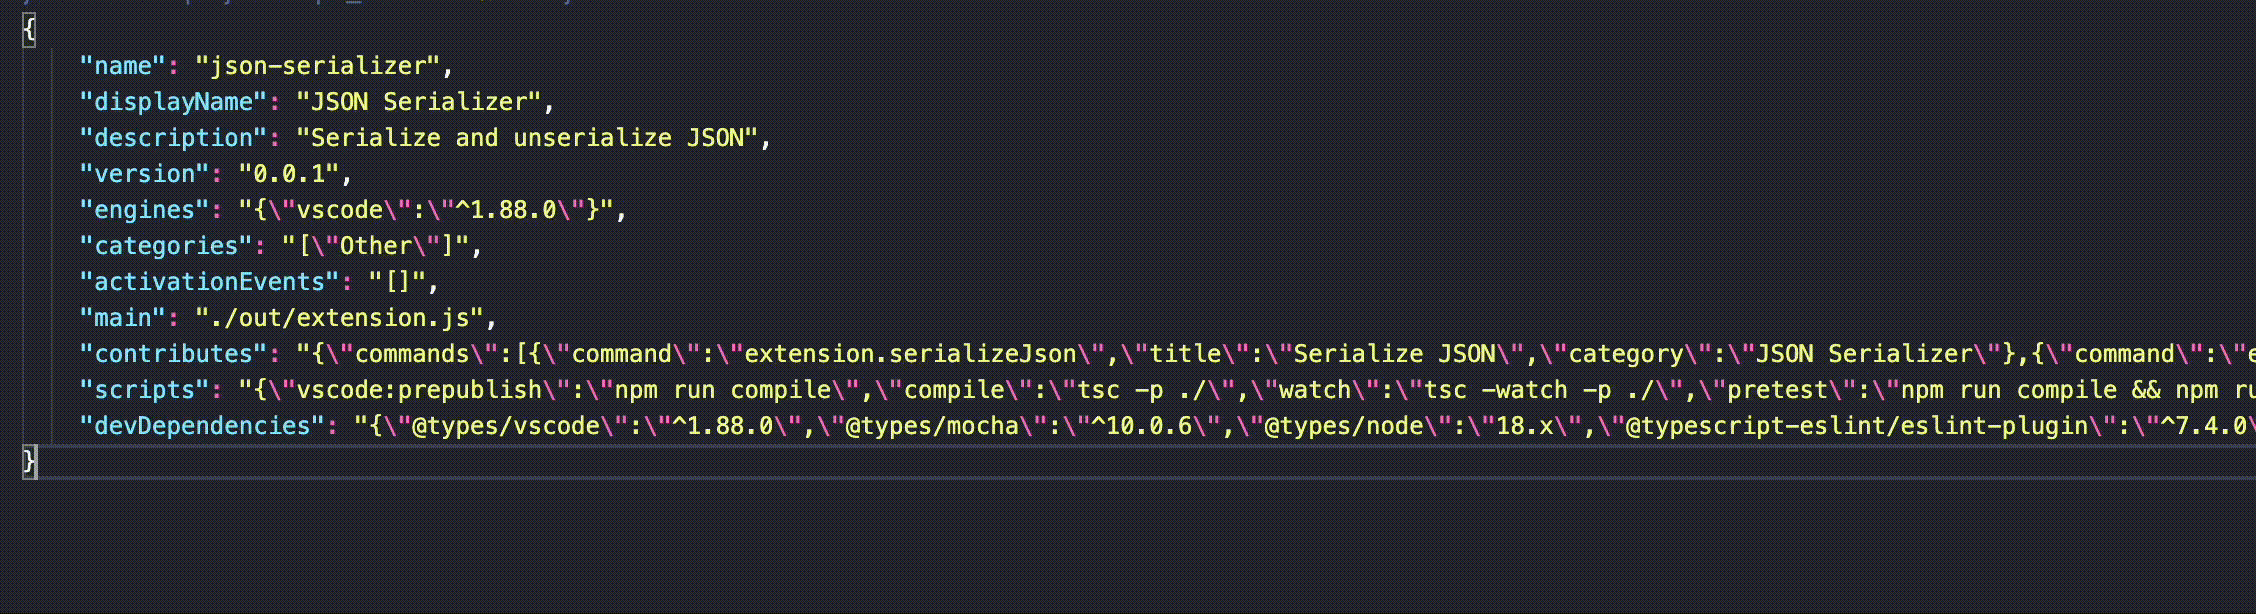 {
"name": "json-serializer",
"displayName": "JSON Serializer",
"description": "Serialize and unserialize JSON",
"version": "0.0.1",
"engines": "{\"vscode\":\"^1.88.0\"}",
"categories": "[\"Other\"]",
"activationEvents": "[]",
"main": "./out/extension.js",
"contributes": "{\"commands\":[{\"command\":\"extension.serializeJson\",\"title\":\"Serialize JSON\",\"category\":\"JSON Serializer\"},{\"command\":\"e
"scripts": "{\"vscode:prepublish\":\"npm run compile\",\"compile\":\"tsc -p ./\",\"watch\":\"tsc -watch -p ./\",\"pretest\":\"npm run compile && npm ru
"devDependencies": "{\"@types/vscode\":\"^1.88.0\",\"@types/mocha\":\"^10.0.6\",\"@types/node\":\"18.x\",\"@typescript-eslint/eslint-plugin\":\"^7.4.0\
}